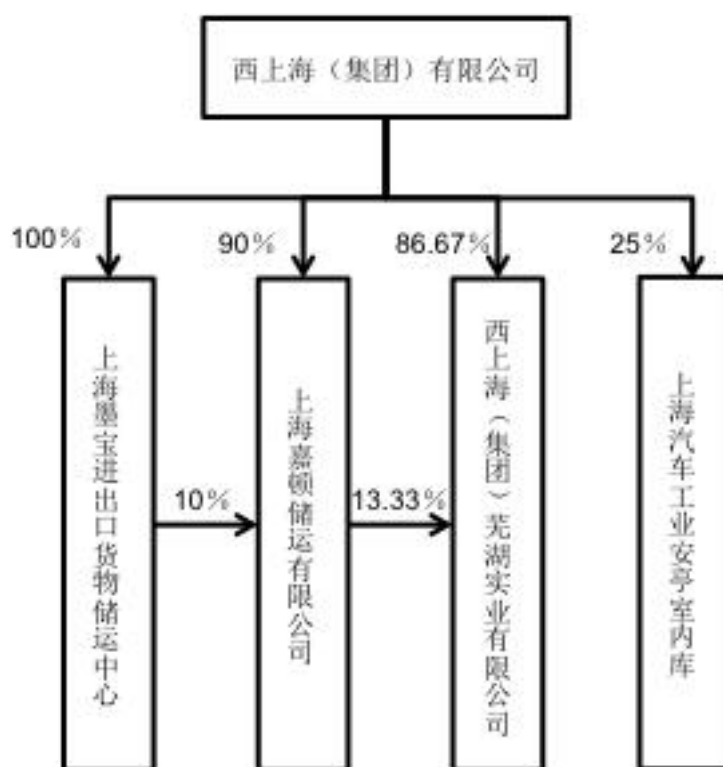 西上海（集团）有限公司
100%
90%
86.67%
25%
上海墨宝进出口货物储运中心
10%
上海嘉顿储运有限公司
13.33%
西上海（集团）芜湖实业有限公司
上海汽车工业安亭室内库